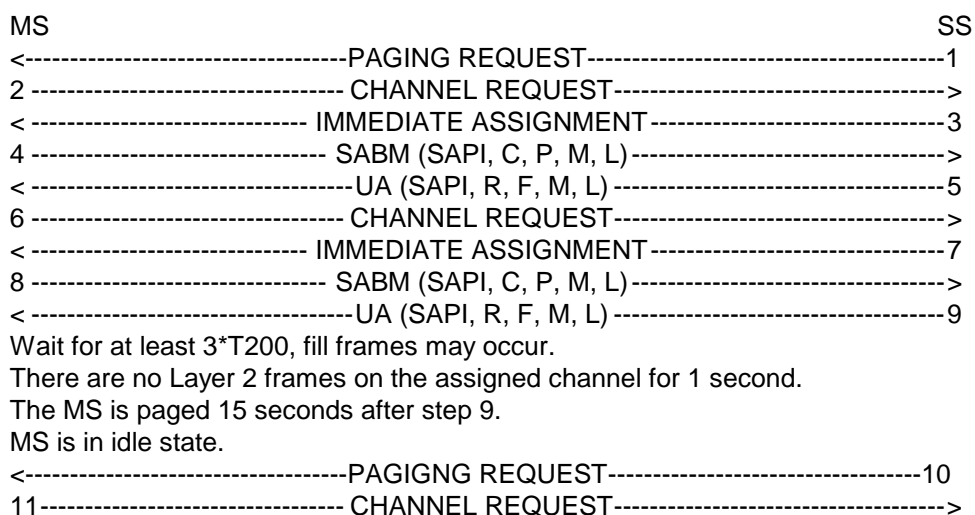 MS SS
<------------------------------------PAGING REQUEST----------------------------------------1
2 ----------------------------------- CHANNEL REQUEST------------------------------------->
< ------------------------------- IMMEDIATE ASSIGNMENT---------------------------------3
4 --------------------------------- SABM (SAPI, C, P, M, L)----------------------------------->
< ------------------------------------UA (SAPI, R, F, M, L) -------------------------------------5
6 ----------------------------------- CHANNEL REQUEST------------------------------------->
< ------------------------------- IMMEDIATE ASSIGNMENT---------------------------------7
8 --------------------------------- SABM (SAPI, C, P, M, L)----------------------------------->
< ------------------------------------UA (SAPI, R, F, M, L) -------------------------------------9
Wait for at least 3*T200, fill frames may occur.
There are no Layer 2 frames on the assigned channel for 1 second.
The MS is paged 15 seconds after step 9.
MS is in idle state.
<------------------------------------PAGIGNG REQUEST-----------------------------------10
11---------------------------------- CHANNEL REQUEST------------------------------------->